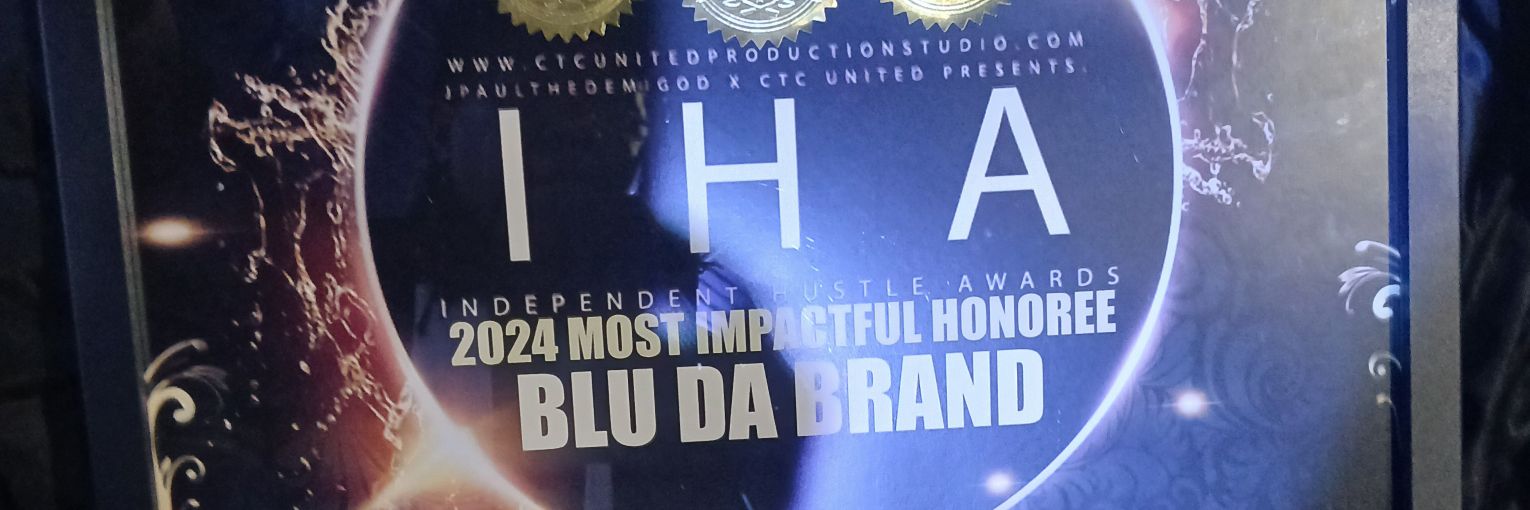 WWW.CTCUNITEDPRODUCTIONSTUDIO.COM
JPAULTHEDEMIGOD X CTC UNITED PRESENTS.
I H A
INDEPENDENT HUSTLE AWARDS
2024 MOST IMPACTFUL HONOREE
BLU DA BRAND